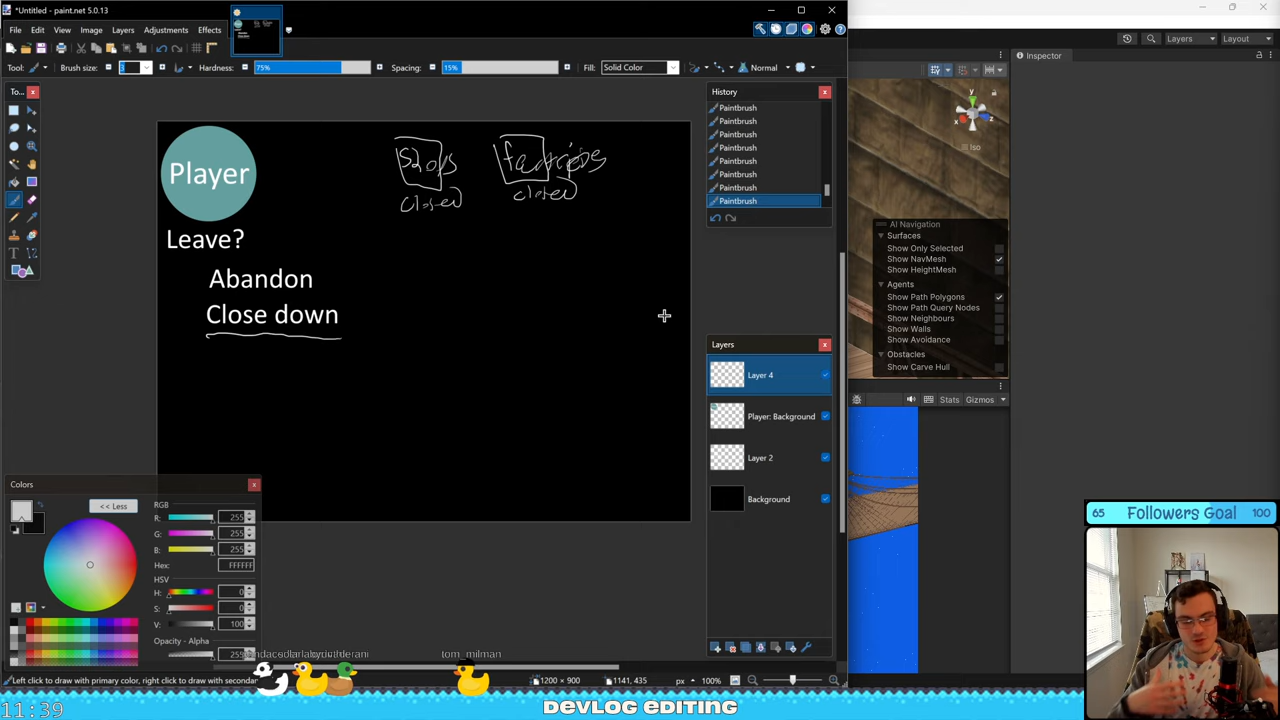 *Untitled - paint.net 5.0.13
File Edit View Image Layers Adjustments Effects
Layers Layout
Tool: Brush size: Hardness: 75% Spacing: 15% Fill: Solid Color Normal
Inspector
To...
History
Paintbrush
Paintbrush
Paintbrush
Paintbrush
Paintbrush
Paintbrush
Paintbrush
Paintbrush
y
x
z
Iso
Player
Shops
factories
closed
closed
Leave?
Abandon
Close down
AI Navigation
Surfaces
Show Only Selected
Show NavMesh
Show HeightMesh
Agents
Show Path Polygons
Show Path Query Nodes
Show Neighbours
Show Walls
Show Avoidance
Obstacles
Show Carve Hull
Stats Gizmos
Layers
Layer 4
Player: Background
Layer 2
Background
Colors
<< Less
RGB
R: 255
G: 255
B: 255
Hex: FFFFFF
HSV
H: 0
S: 0
V: 100
Opacity - Alpha
255
tom_milman
65 Followers Goal 100
Left click to draw with primary color, right click to draw with secondar
1200 × 900 1141, 435 px 100%
11:39
DEVLOG EDITING